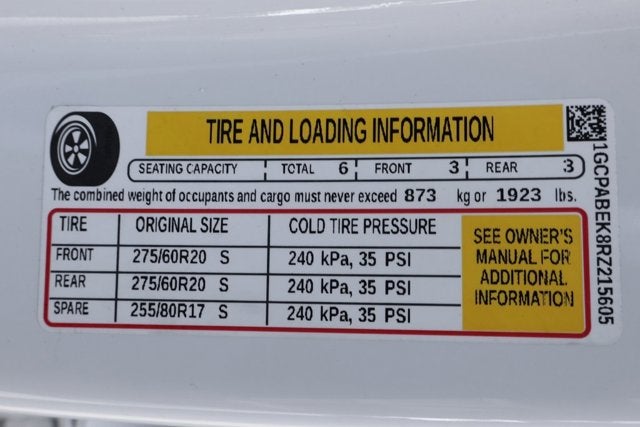 TIRE AND LOADING INFORMATION
SEATING CAPACITY TOTAL 6 FRONT 3 REAR 3
The combined weight of occupants and cargo must never exceed 873 kg or 1923 lbs.
TIRE ORIGINAL SIZE COLD TIRE PRESSURE
FRONT 275/60R20 S 240 kPa, 35 PSI
REAR 275/60R20 S 240 kPa, 35 PSI
SPARE 255/80R17 S 240 kPa, 35 PSI
SEE OWNER'S
MANUAL FOR
ADDITIONAL
INFORMATION
1GCPABEK8RZ215605